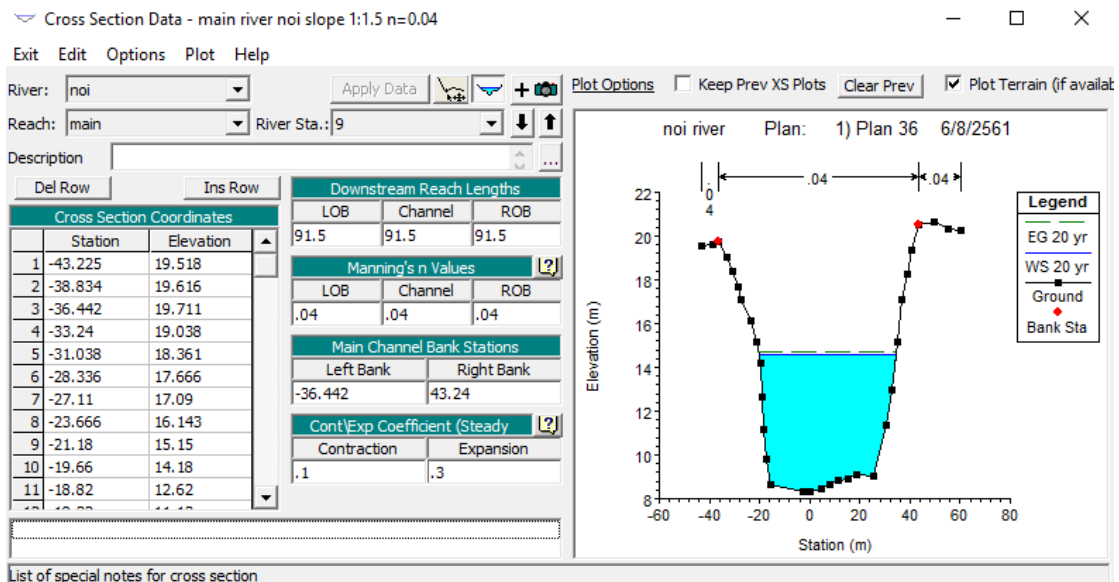 Cross Section Data - main river noi slope 1:1.5 n=0.04
Exit Edit Options Plot Help
River: noi
Apply Data
Reach: main River Sta.: 9
Description ...
Del Row Ins Row
Cross Section Coordinates
Station Elevation
1 -43.225 19.518
2 -38.834 19.616
3 -36.442 19.711
4 -33.24 19.038
5 -31.038 18.361
6 -28.336 17.666
7 -27.11 17.09
8 -23.666 16.143
9 -21.18 15.15
10 -19.66 14.18
11 -18.82 12.62
Downstream Reach Lengths
LOB Channel ROB
91.5 91.5 91.5
Manning's n Values
LOB Channel ROB
.04 .04 .04
Main Channel Bank Stations
Left Bank Right Bank
-36.442 43.24
Cont\Exp Coefficient (Steady
Contraction Expansion
.1 .3
Plot Options Keep Prev XS Plots Clear Prev Plot Terrain (if availab
noi river Plan: 1) Plan 36 6/8/2561
.04 .04 .04
22
20
18
16
14
12
10
8
Elevation (m)
-60 -40 -20 0 20 40 60 80
Station (m)
Legend
EG 20 yr
WS 20 yr
Ground
Bank Sta
List of special notes for cross section